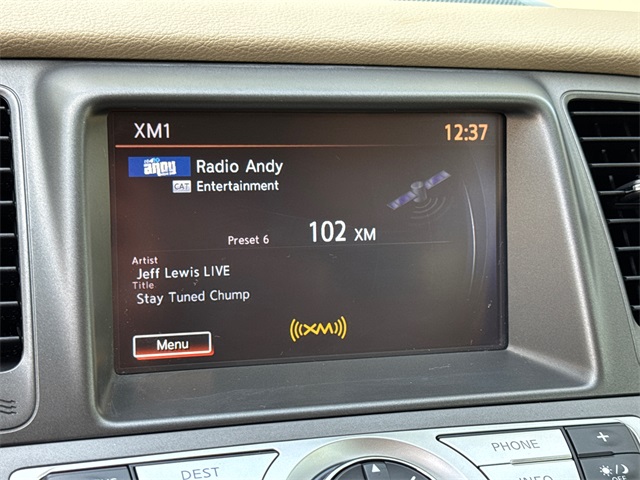 XM1 12:37
andy Radio Andy
CAT Entertainment
Preset 6 102 XM
Artist
Jeff Lewis LIVE
Title
Stay Tuned Chump
(((XM)))
Menu
PHONE +
DEST INFO OFF